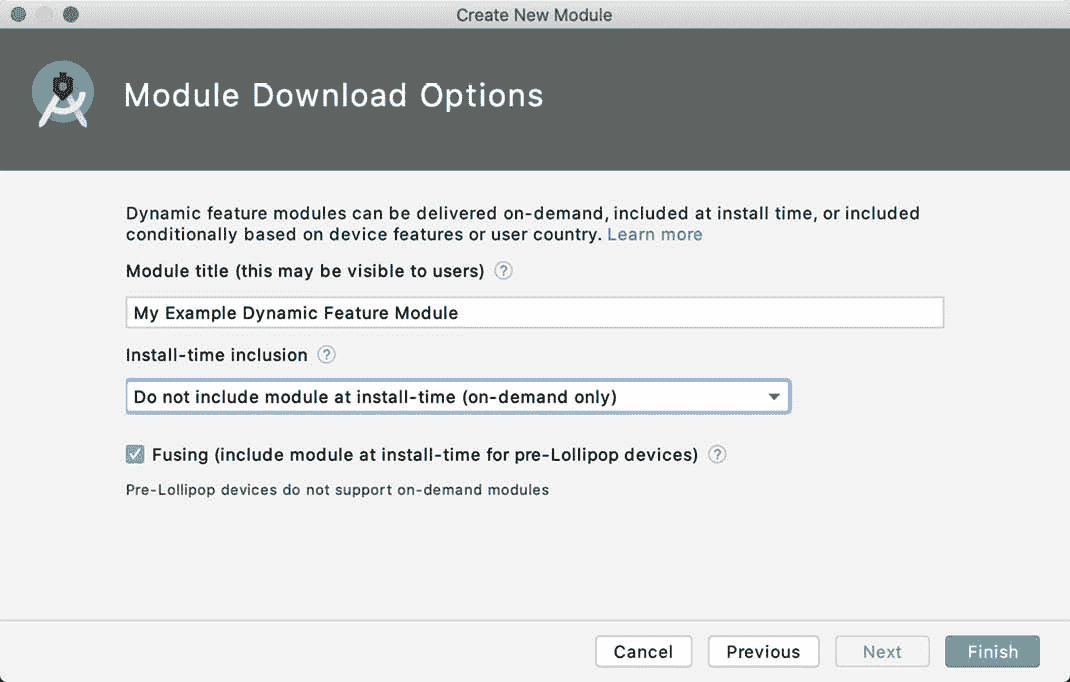 Create New Module
Module Download Options
Dynamic feature modules can be delivered on-demand, included at install time, or included
conditionally based on device features or user country. Learn more
Module title (this may be visible to users) ?
My Example Dynamic Feature Module
Install-time inclusion ?
Do not include module at install-time (on-demand only)
Fusing (include module at install-time for pre-Lollipop devices) ?
Pre-Lollipop devices do not support on-demand modules
Cancel Previous Next Finish